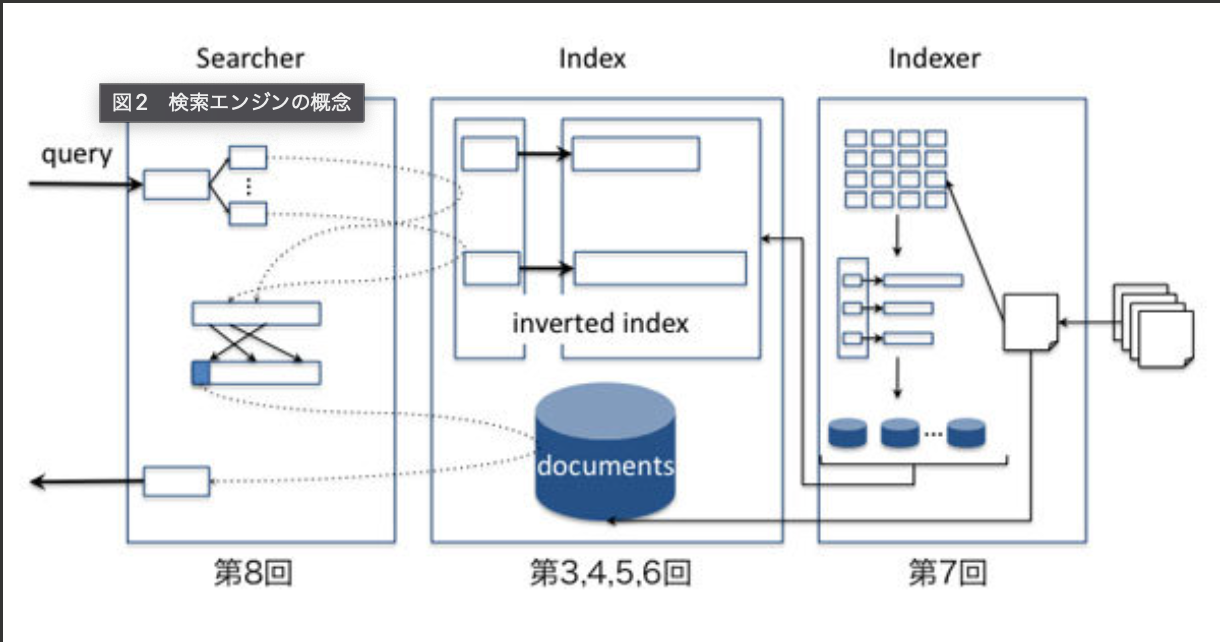 Searcher
Index
Indexer
図2 検索エンジンの概念
query
inverted index
documents
第8回
第3,4,5,6回
第7回